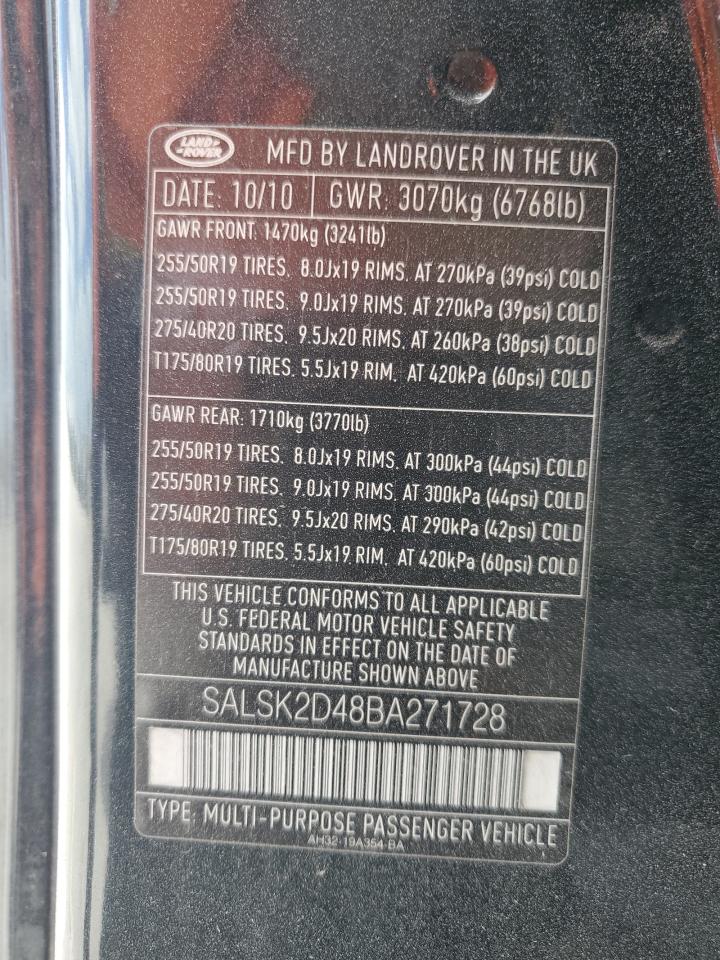 LAND ROVER MFD BY LANDROVER IN THE UK
DATE: 10/10 GWR: 3070kg (6768lb)
GAWR FRONT: 1470kg (3241lb)
255/50R19 TIRES. 8.0Jx19 RIMS. AT 270kPa (39psi) COLD
255/50R19 TIRES. 9.0Jx19 RIMS. AT 270kPa (39psi) COLD
275/40R20 TIRES. 9.5Jx20 RIMS. AT 260kPa (38psi) COLD
T175/80R19 TIRES. 5.5Jx19 RIM. AT 420kPa (60psi) COLD
GAWR REAR: 1710kg (3770lb)
255/50R19 TIRES. 8.0Jx19 RIMS. AT 300kPa (44psi) COLD
255/50R19 TIRES. 9.0Jx19 RIMS. AT 300kPa (44psi) COLD
275/40R20 TIRES. 9.5Jx20 RIMS. AT 290kPa (42psi) COLD
T175/80R19 TIRES. 5.5Jx19 RIM. AT 420kPa (60psi) COLD
THIS VEHICLE CONFORMS TO ALL APPLICABLE
U.S. FEDERAL MOTOR VEHICLE SAFETY
STANDARDS IN EFFECT ON THE DATE OF
MANUFACTURE SHOWN ABOVE
SALSK2D48BA271728
TYPE: MULTI-PURPOSE PASSENGER VEHICLE
AH32-19A354-BA